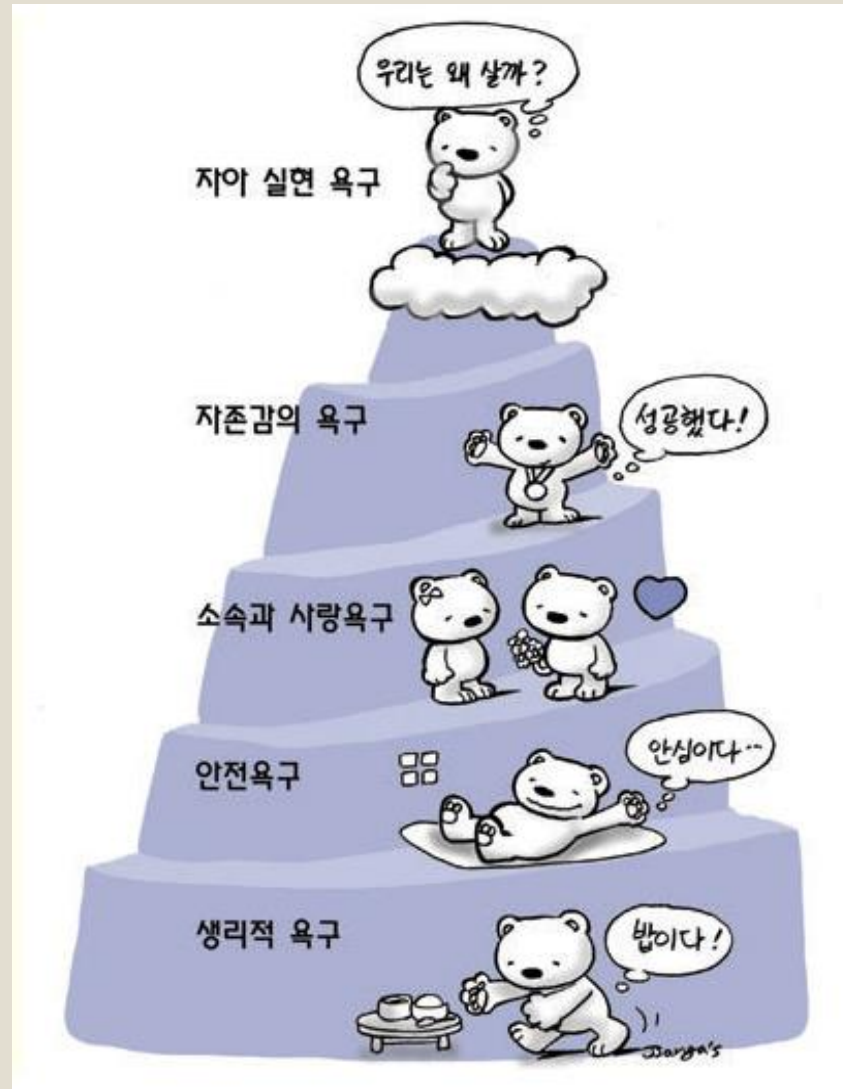 우리는 왜 살까?
자아 실현 욕구
자존감의 욕구
성공했다!
소속과 사랑욕구
안전욕구
안심이다..
생리적 욕구
밥이다!